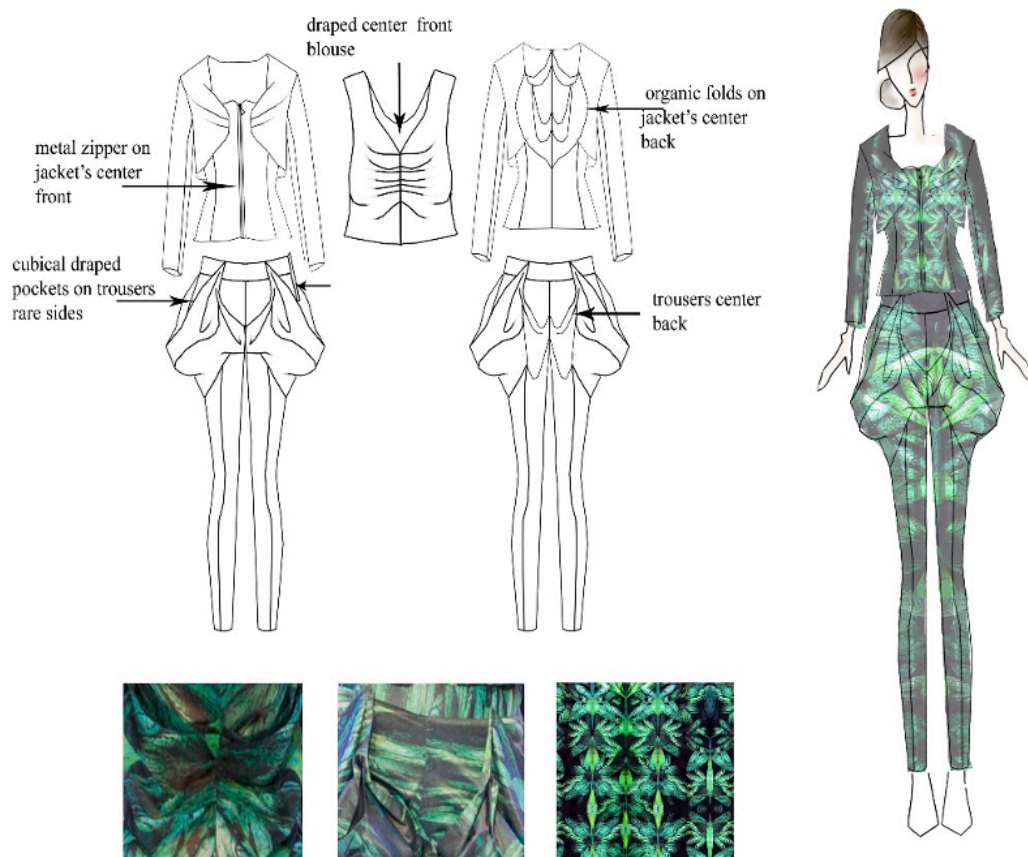 draped center front
blouse
organic folds on
jacket's center
back
metal zipper on
jacket's center
front
cubical draped
pockets on trousers
rare sides
trousers center
back